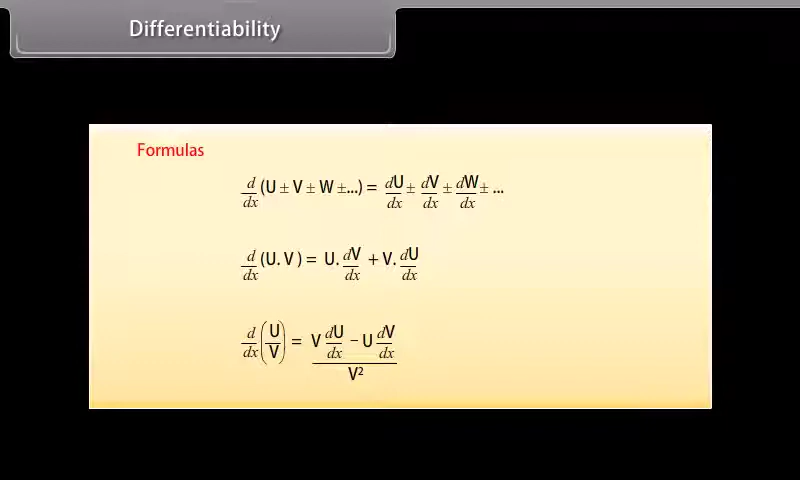 Differentiability
Formulas
d/dx (U ± V ± W ±...) = dU/dx ± dV/dx ± dW/dx ± ...
d/dx (U. V ) = U. dV/dx + V. dU/dx
d/dx (U/V) = (V dU/dx − U dV/dx) / V²